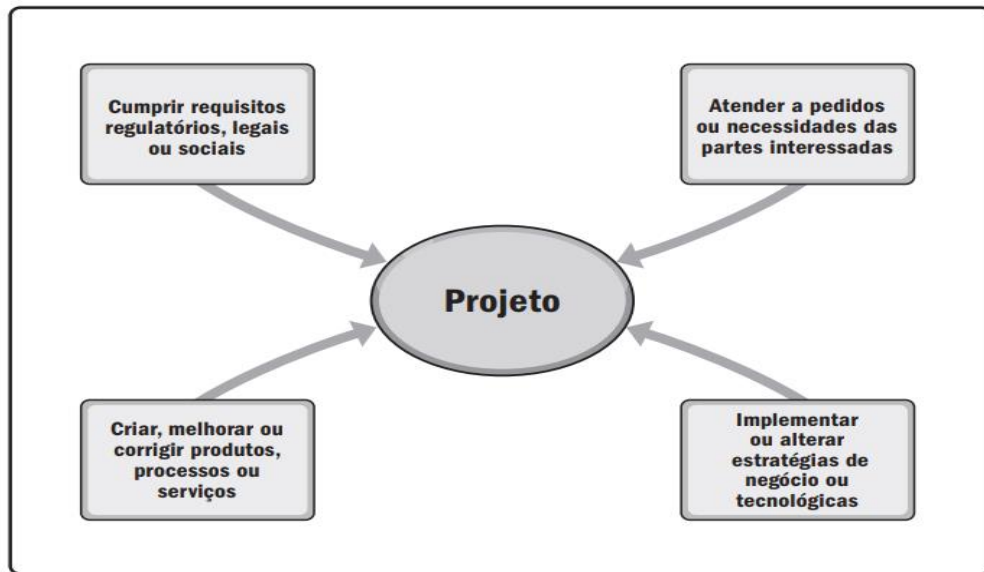 Cumprir requisitos
regulatórios, legais
ou sociais
Atender a pedidos
ou necessidades das
partes interessadas
Projeto
Criar, melhorar ou
corrigir produtos,
processos ou
serviços
Implementar
ou alterar
estratégias de
negócio ou
tecnológicas